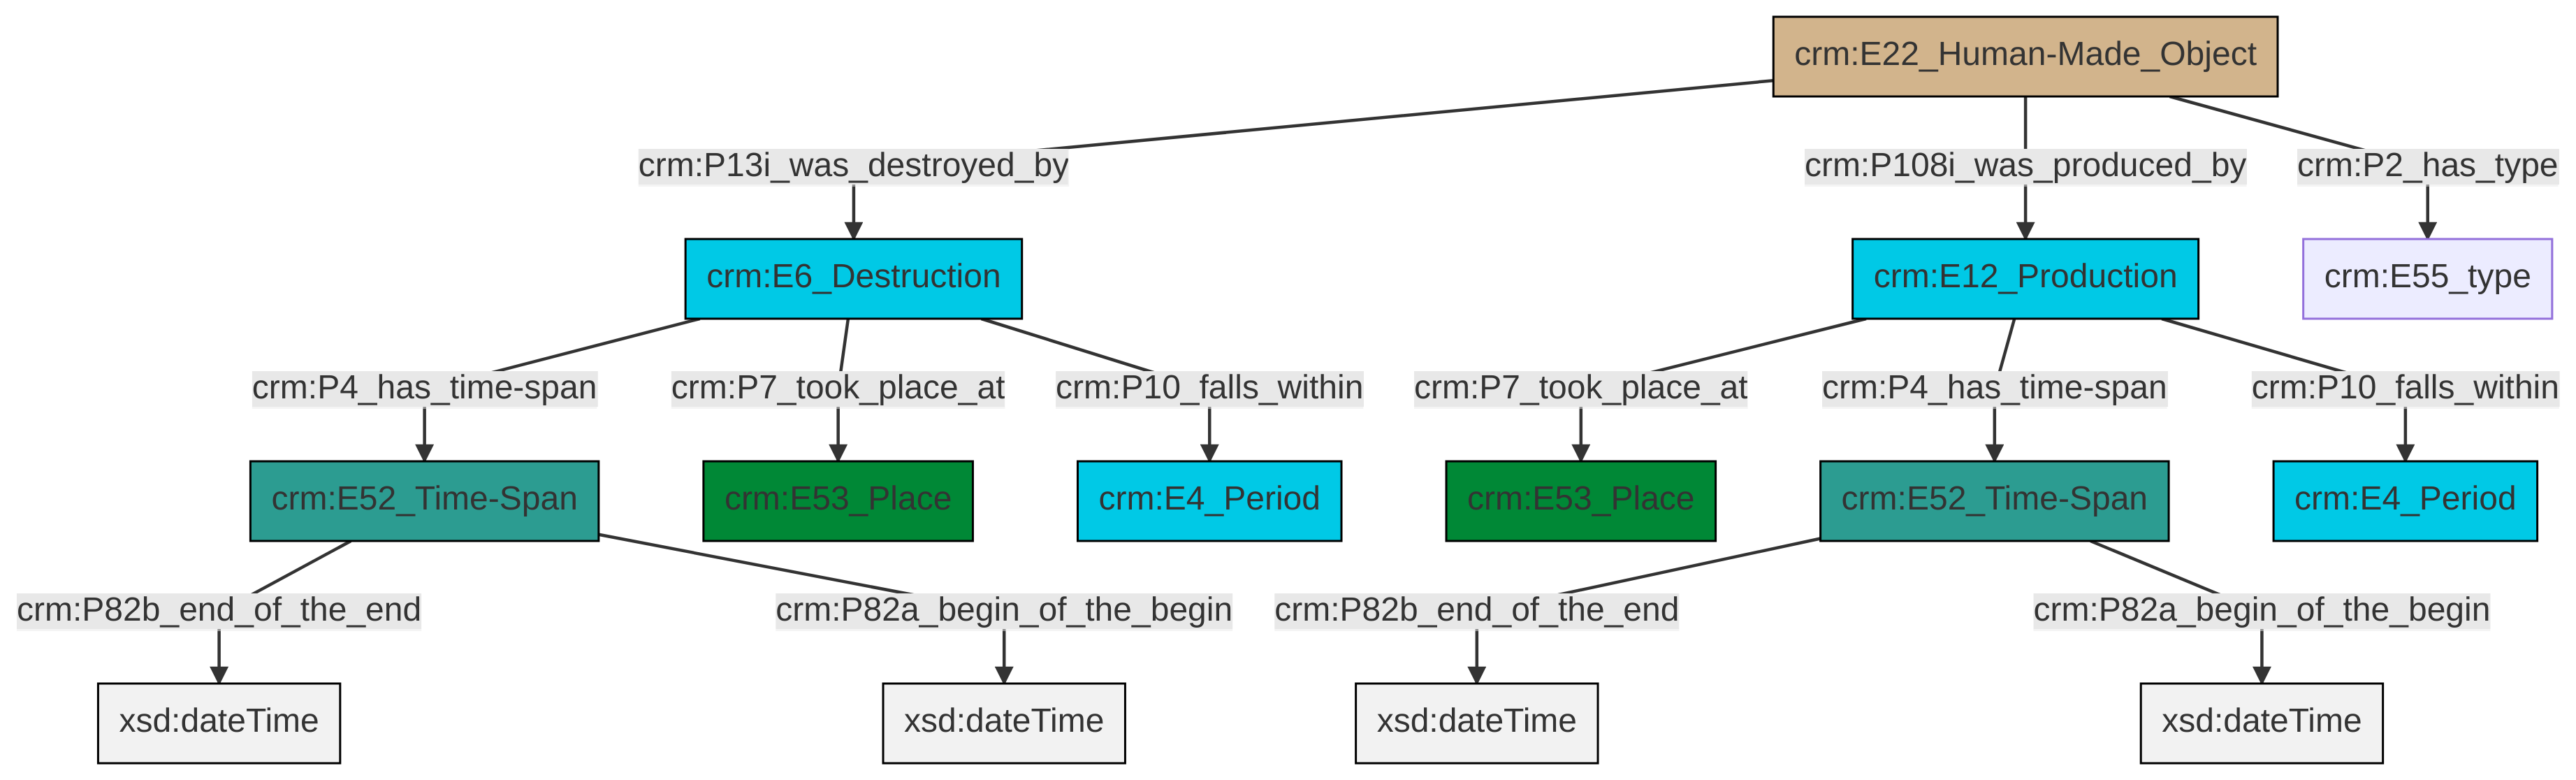 crm:E22_Human-Made_Object
crm:P13i_was_destroyed_by
crm:P108i_was_produced_by
crm:P2_has_type
crm:E6_Destruction
crm:E12_Production
crm:E55_type
crm:P4_has_time-span
crm:P7_took_place_at
crm:P10_falls_within
crm:P7_took_place_at
crm:P4_has_time-span
crm:P10_falls_within
crm:E52_Time-Span
crm:E53_Place
crm:E4_Period
crm:E53_Place
crm:E52_Time-Span
crm:E4_Period
crm:P82b_end_of_the_end
crm:P82a_begin_of_the_begin
crm:P82b_end_of_the_end
crm:P82a_begin_of_the_begin
xsd:dateTime
xsd:dateTime
xsd:dateTime
xsd:dateTime